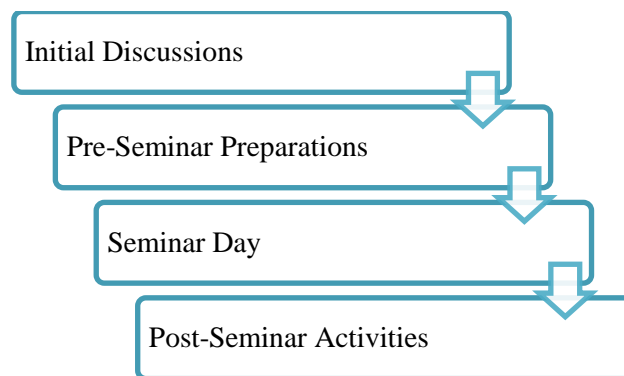 Initial Discussions
Pre-Seminar Preparations
Seminar Day
Post-Seminar Activities